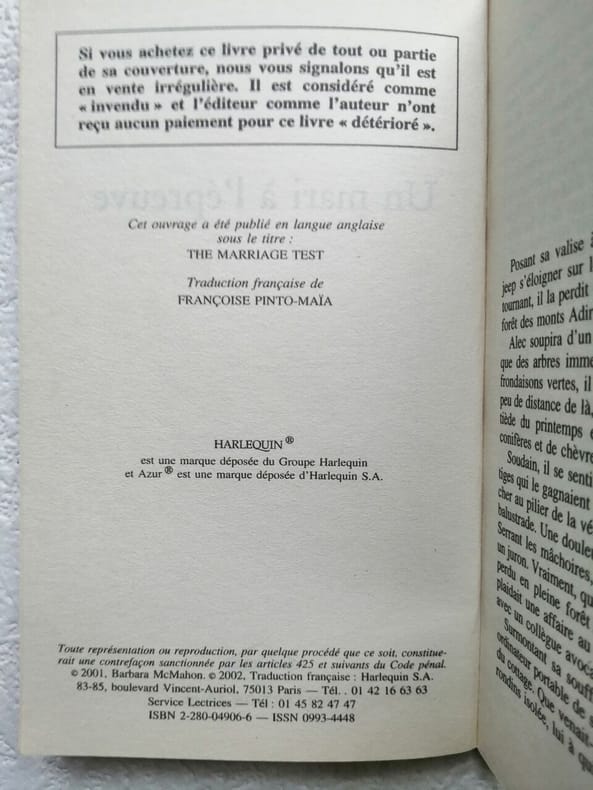 Si vous achetez ce livre privé de tout ou partie
de sa couverture, nous vous signalons qu'il est
en vente irrégulière. Il est considéré comme
« invendu » et l'éditeur comme l'auteur n'ont
reçu aucun paiement pour ce livre « détérioré ».
Un mari à l'épreuve
Cet ouvrage a été publié en langue anglaise
sous le titre :
THE MARRIAGE TEST
Traduction française de
FRANÇOISE PINTO-MAÏA
HARLEQUIN®
est une marque déposée du Groupe Harlequin
et Azur® est une marque déposée d'Harlequin S.A.
Toute représentation ou reproduction, par quelque procédé que ce soit, constitue-
rait une contrefaçon sanctionnée par les articles 425 et suivants du Code pénal.
© 2001, Barbara McMahon. © 2002, Traduction française : Harlequin S.A.
83-85, boulevard Vincent-Auriol, 75013 Paris — Tél. . 01 42 16 63 63
Service Lectrices — Tél : 01 45 82 47 47
ISBN 2-280-04906-6 — ISSN 0993-4448
Posant sa valise
jeep s'éloigner sur
tournant, il la perdit
forêt des monts
Alec soupira d'un
que des arbres
frondaisons vertes, il
peu de distance de là,
tiède du printemps
conifères et de
Soudain, il se
tiges qui le gagnaient
cher au pilier de la
balustrade. Une
Serrant les mâchoires,
un juron. Vraiment,
perdu en pleine forêt
plaidait une affaire au
avec un collègue
Surmontant sa
ordinateur portable de
du cottage. Que
rondins isolée, lui à